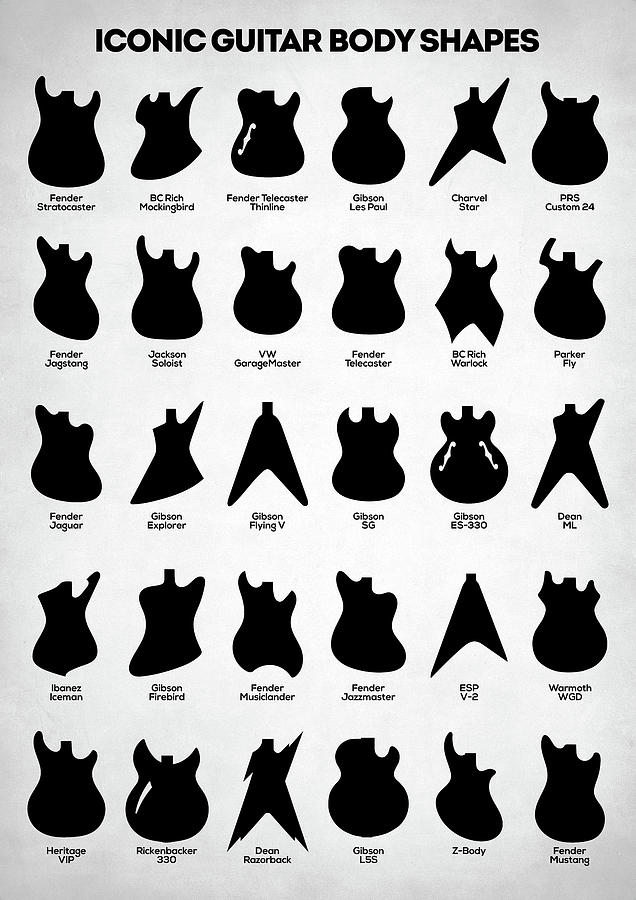 ICONIC GUITAR BODY SHAPES
Fender
Stratocaster
BC Rich
Mockingbird
Fender Telecaster
Thinline
Gibson
Les Paul
Charvel
Star
PRS
Custom 24
Fender
Jagstang
Jackson
Soloist
VW
GarageMaster
Fender
Telecaster
BC Rich
Warlock
Parker
Fly
Fender
Jaguar
Gibson
Explorer
Gibson
Flying V
Gibson
SG
Gibson
ES-330
Dean
ML
Ibanez
Iceman
Gibson
Firebird
Fender
Musiclander
Fender
Jazzmaster
ESP
V-2
Warmoth
WGD
Heritage
VIP
Rickenbacker
330
Dean
Razorback
Gibson
L5S
Z-Body
Fender
Mustang